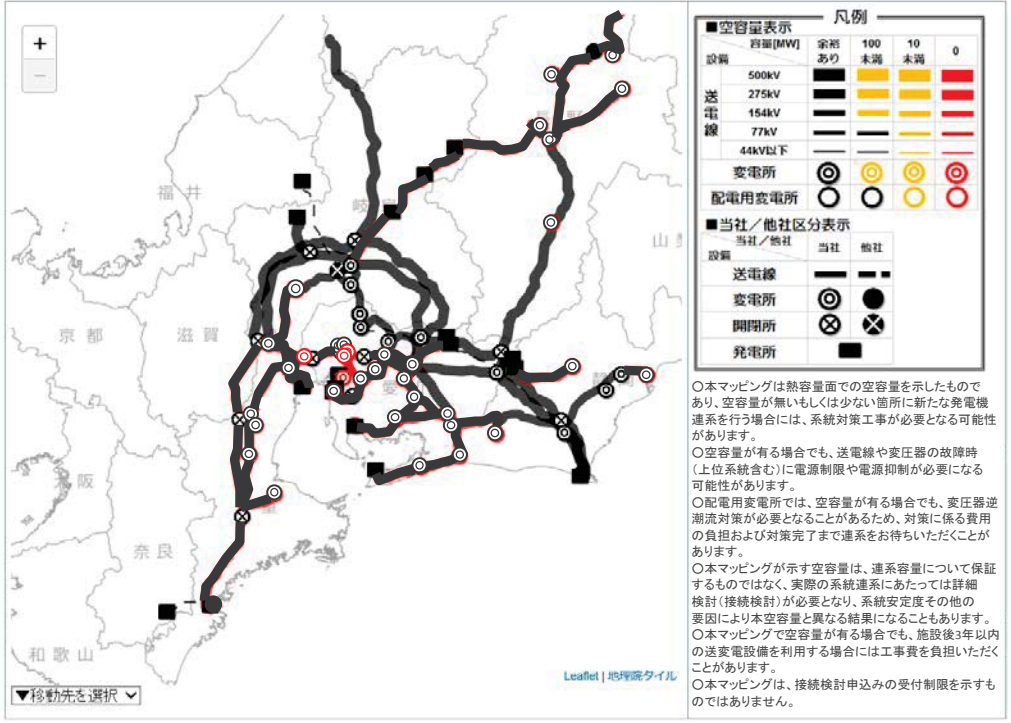 +
−
福井
岐
山
京都
滋賀
愛
大阪
奈良
和歌山
Leaflet | 地理院タイル
▼移動先を選択
凡例
■空容量表示
容量[MW]
設備
余裕あり
100未満
10未満
0
送電線
500kV
275kV
154kV
77kV
44kV以下
変電所
配電用変電所
■当社/他社区分表示
当社/他社
設備
当社
他社
送電線
変電所
開閉所
発電所
○本マッピングは熱容量面での空容量を示したもので
あり、空容量が無いもしくは少ない箇所に新たな発電機
連系を行う場合には、系統対策工事が必要となる可能性
があります。
○空容量が有る場合でも、送電線や変圧器の故障時
(上位系統含む)に電源制限や電源抑制が必要になる
可能性があります。
○配電用変電所では、空容量が有る場合でも、変圧器逆
潮流対策が必要となることがあるため、対策に係る費用
の負担および対策完了まで連系をお待ちいただくことが
あります。
○本マッピングが示す空容量は、連系容量について保証
するものではなく、実際の系統連系にあたっては詳細
検討(接続検討)が必要となり、系統安定度その他の
要因により本空容量と異なる結果になることもあります。
○本マッピングで空容量が有る場合でも、施設後3年以内
の送変電設備を利用する場合には工事費を負担いただく
ことがあります。
○本マッピングは、接続検討申込みの受付制限を示すも
のではありません。